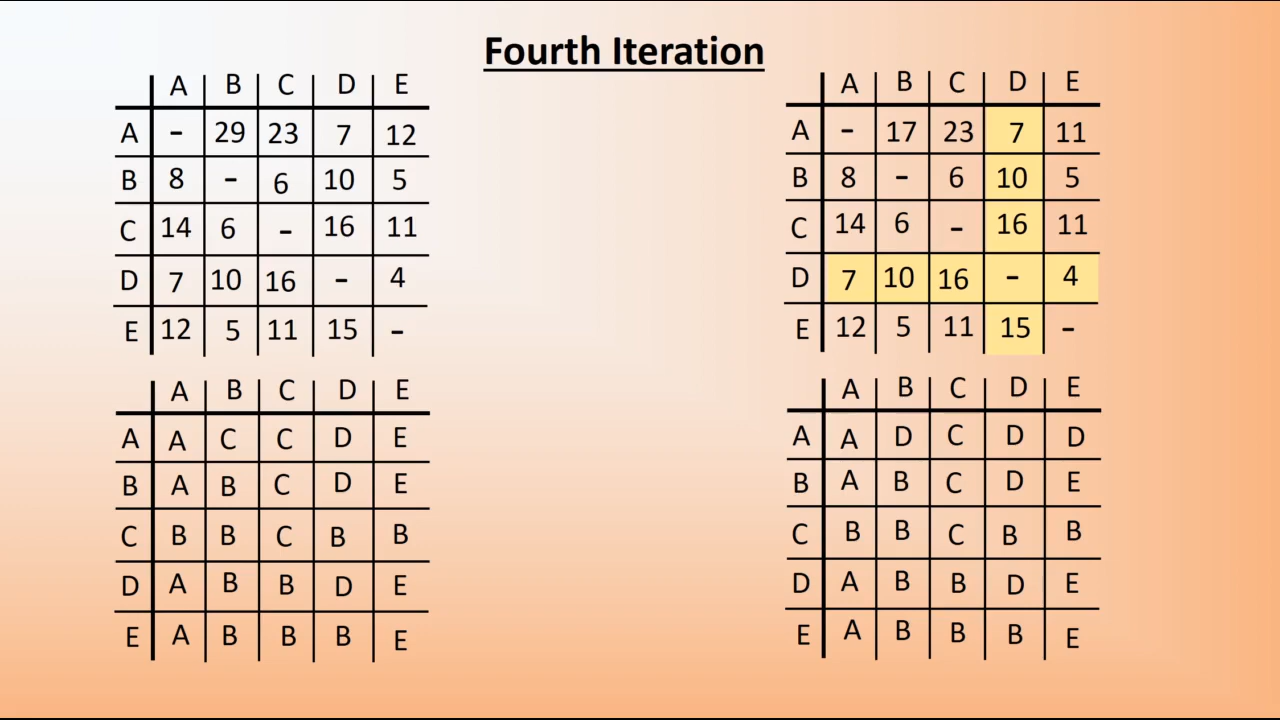 Fourth Iteration
A B C D E
A - 29 23 7 12
B 8 - 6 10 5
C 14 6 - 16 11
D 7 10 16 - 4
E 12 5 11 15 -
A B C D E
A - 17 23 7 11
B 8 - 6 10 5
C 14 6 - 16 11
D 7 10 16 - 4
E 12 5 11 15 -
A B C D E
A A C C D E
B A B C D E
C B B C B B
D A B B D E
E A B B B E
A B C D E
A A D C D D
B A B C D E
C B B C B B
D A B B D E
E A B B B E